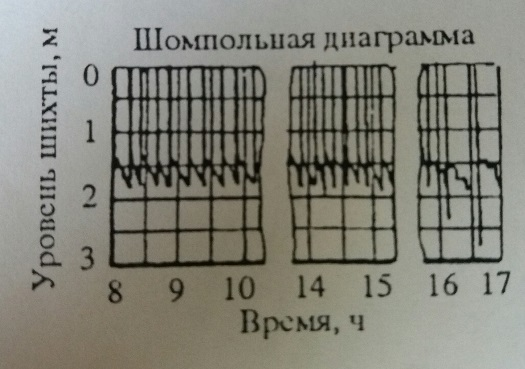 Шомпольная диаграмма
Уровень шихты, м
0
1
2
3
8 9 10 14 15 16 17
Время, ч